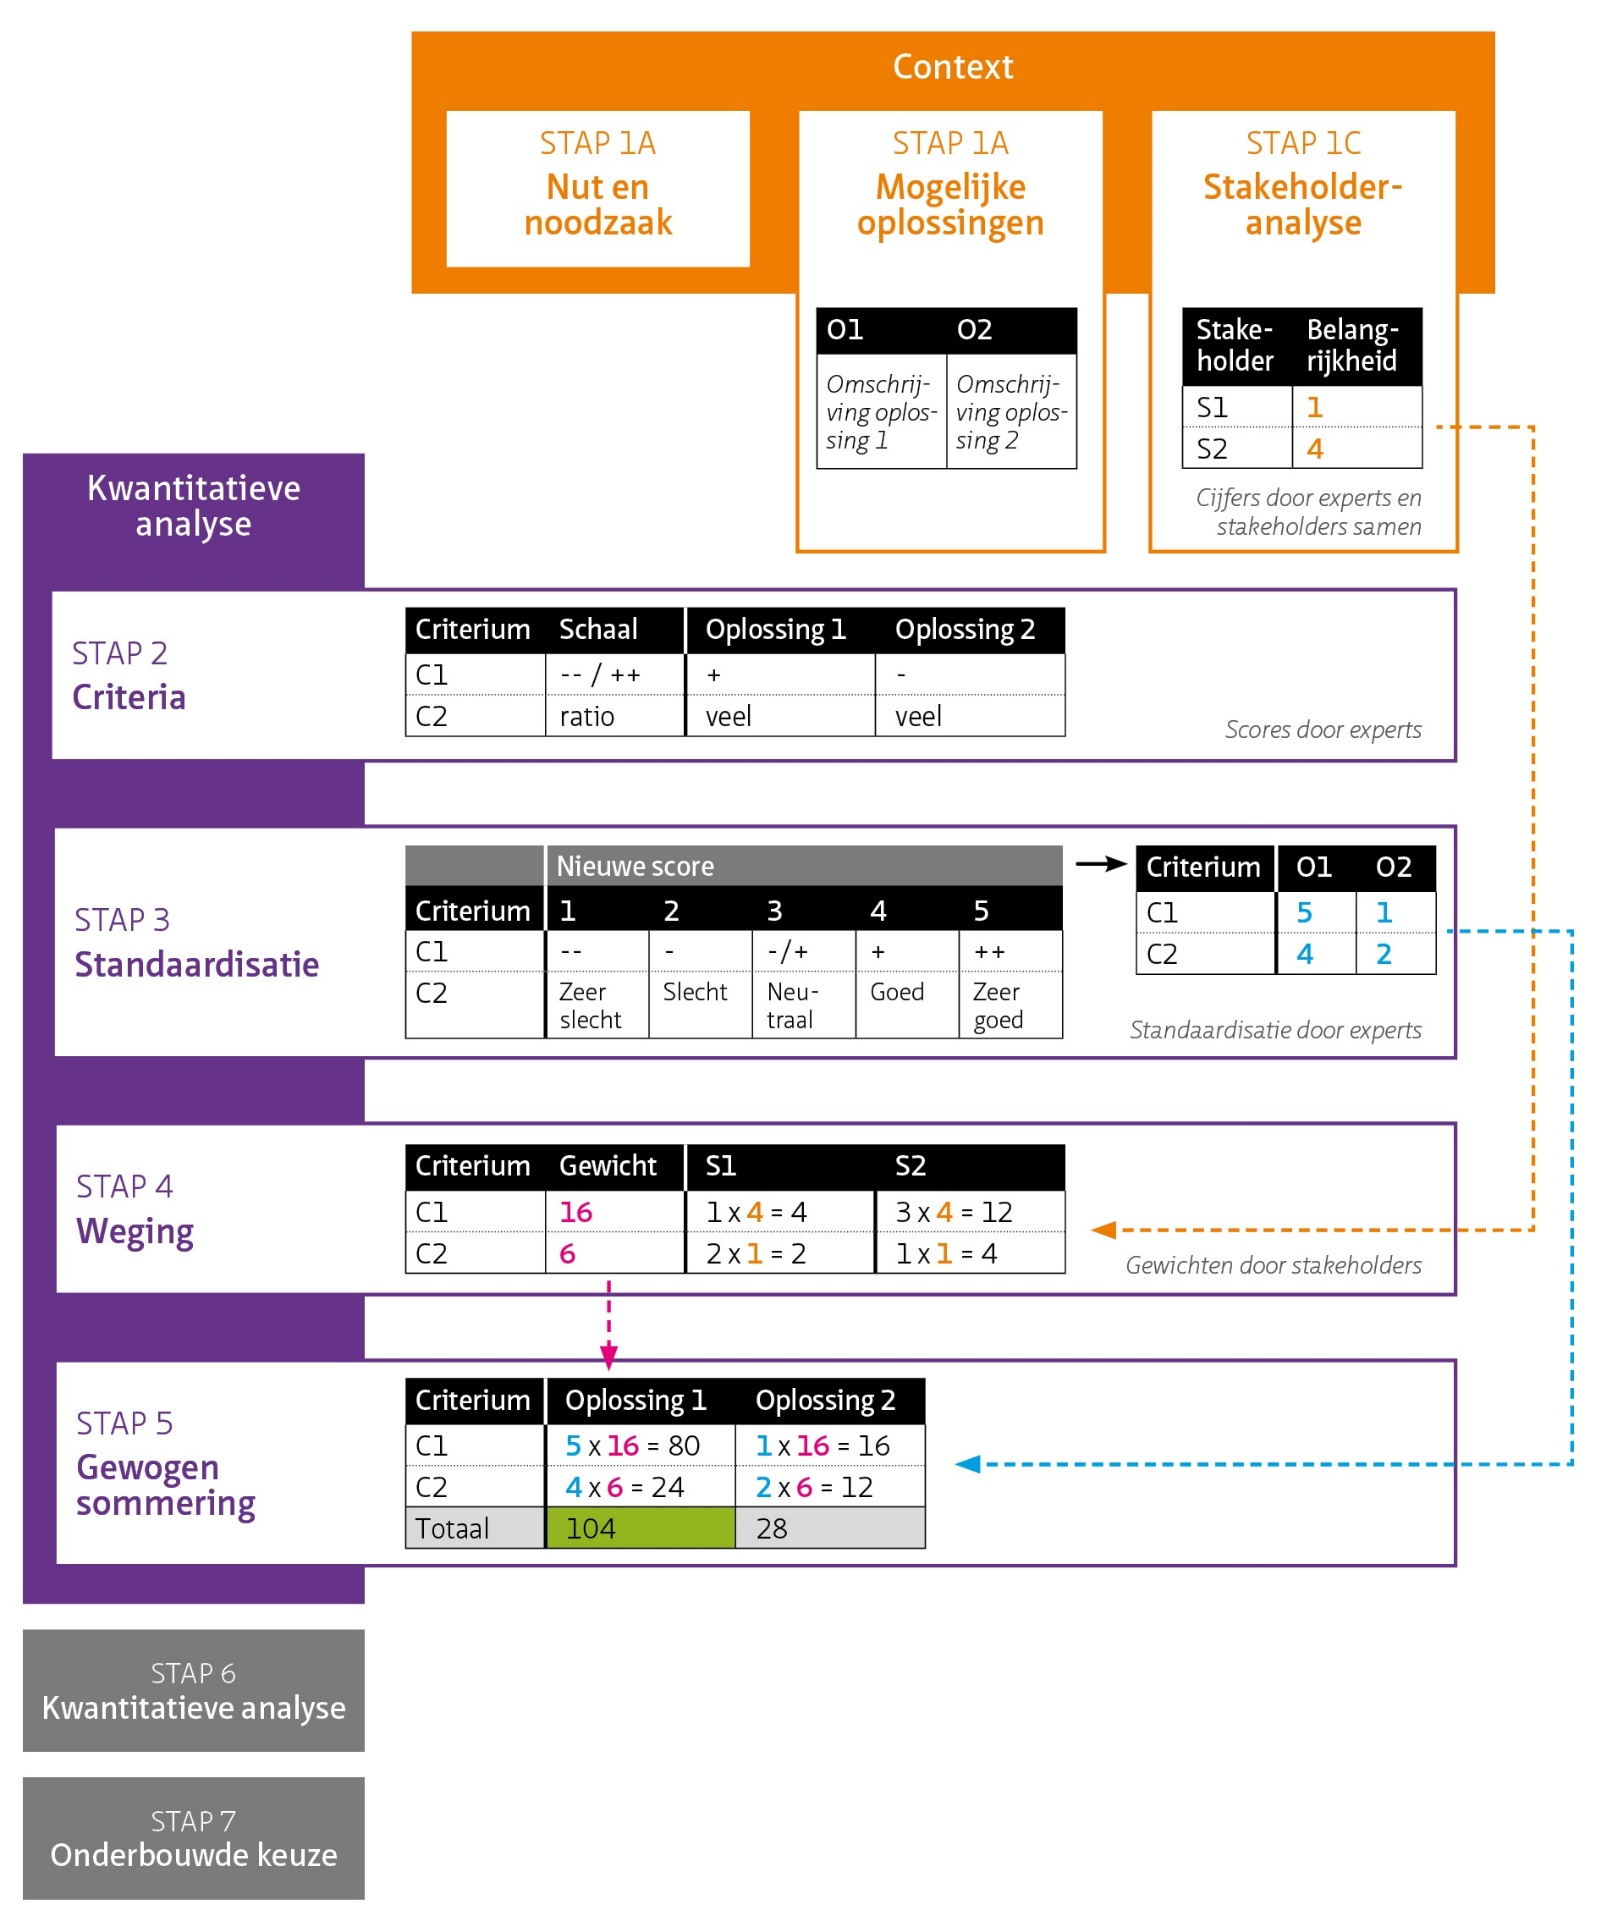 Context
STAP 1A
Nut en
noodzaak
STAP 1A
Mogelijke
oplossingen
O1 O2
Omschrij-
ving oplos-
sing 1
Omschrij-
ving oplos-
sing 2
STAP 1C
Stakeholder-
analyse
Stake-
holder
Belang-
rijkheid
S1 1
S2 4
Cijfers door experts en
stakeholders samen
Kwantitatieve
analyse
STAP 2
Criteria
Criterium Schaal Oplossing 1 Oplossing 2
C1 -- / ++ + -
C2 ratio veel veel
Scores door experts
STAP 3
Standaardisatie
Nieuwe score
Criterium 1 2 3 4 5
C1 -- - -/+ + ++
C2 Zeer
slecht
Slecht
Neu-
traal
Goed
Zeer
goed
Criterium O1 O2
C1 5 1
C2 4 2
Standaardisatie door experts
STAP 4
Weging
Criterium Gewicht S1 S2
C1 16 1 x 4 = 4 3 x 4 = 12
C2 6 2 x 1 = 2 1 x 1 = 4
Gewichten door stakeholders
STAP 5
Gewogen
sommering
Criterium Oplossing 1 Oplossing 2
C1 5 x 16 = 80 1 x 16 = 16
C2 4 x 6 = 24 2 x 6 = 12
Totaal 104 28
STAP 6
Kwantitatieve analyse
STAP 7
Onderbouwde keuze